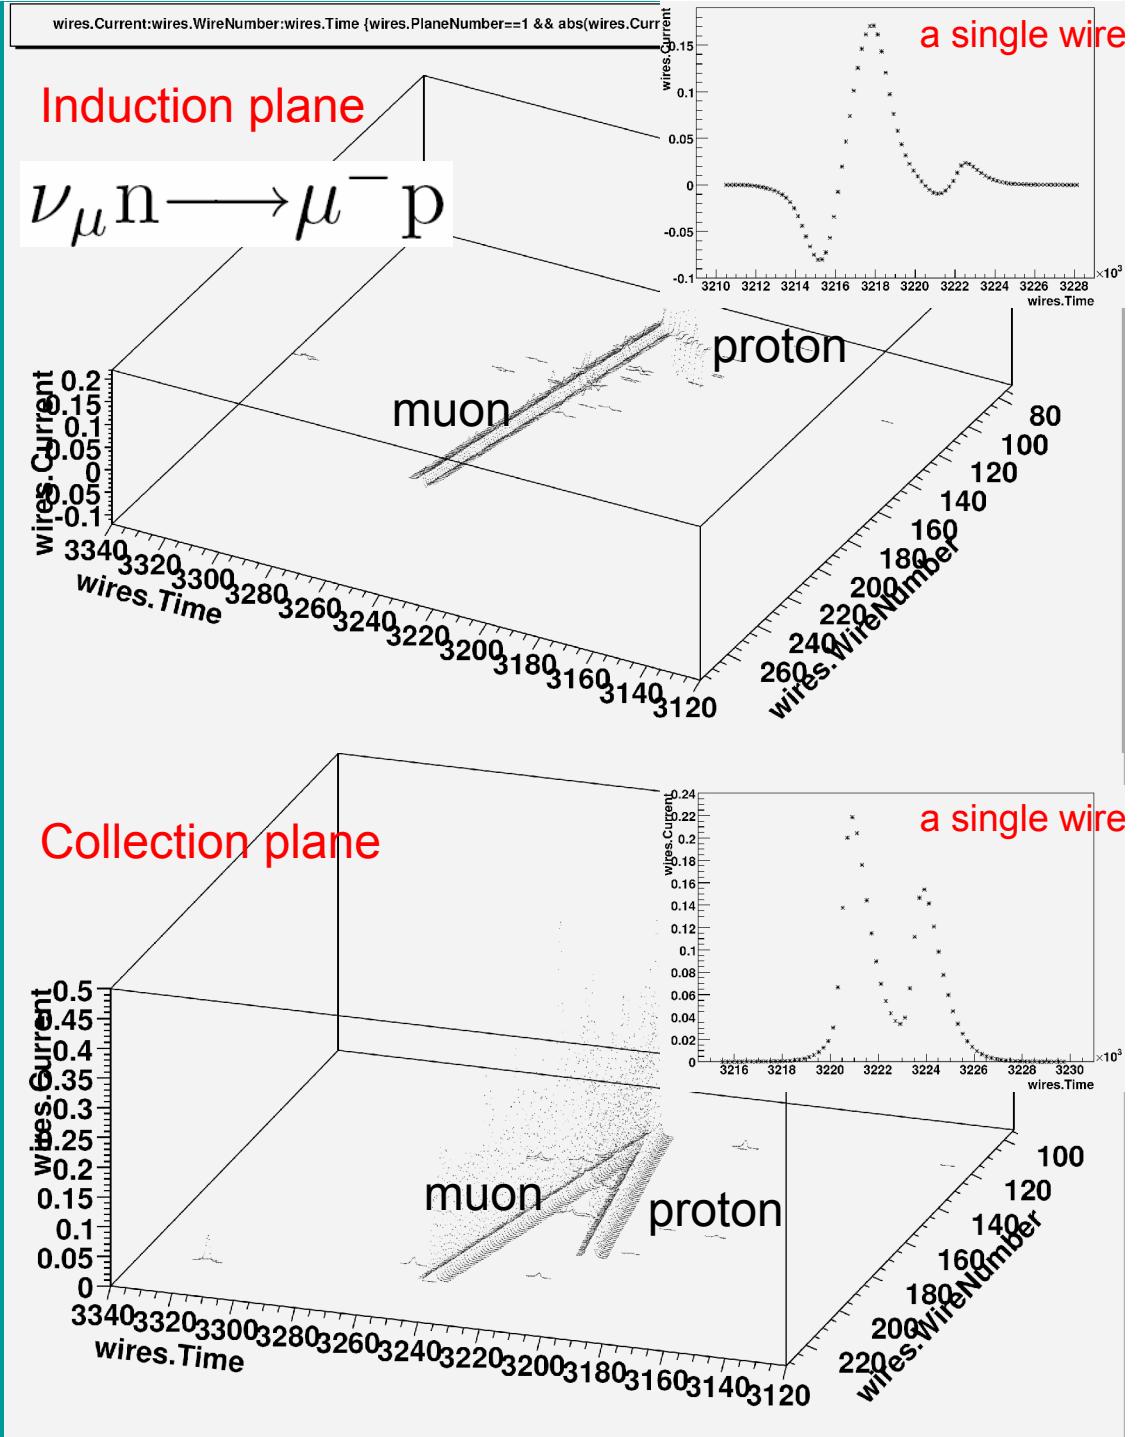 wires.Current:wires.WireNumber:wires.Time {wires.PlaneNumber==1 && abs(wires.Curr
a single wire
Induction plane
ν_μ n ⟶ μ⁻ p
wires.Current
0.15
0.1
0.05
0
-0.05
-0.1
3210 3212 3214 3216 3218 3220 3222 3224 3226 3228
×10³
wires.Time
proton
muon
wires.Current
0.2
0.15
0.1
0.05
0
-0.05
-0.1
3340 3320 3300 3280 3260 3240 3220 3200 3180 3160 3140 3120
wires.Time
80
100
120
140
160
180
200
220
240
260
wires.WireNumber
Collection plane
a single wire
wires.Current
0.24
0.22
0.2
0.18
0.16
0.14
0.12
0.1
0.08
0.06
0.04
0.02
0
3216 3218 3220 3222 3224 3226 3228 3230
×10³
wires.Time
muon
proton
wires.Current
0.5
0.45
0.4
0.35
0.3
0.25
0.2
0.15
0.1
0.05
0
3340 3320 3300 3280 3260 3240 3220 3200 3180 3160 3140 3120
wires.Time
100
120
140
160
180
200
220
wires.WireNumber